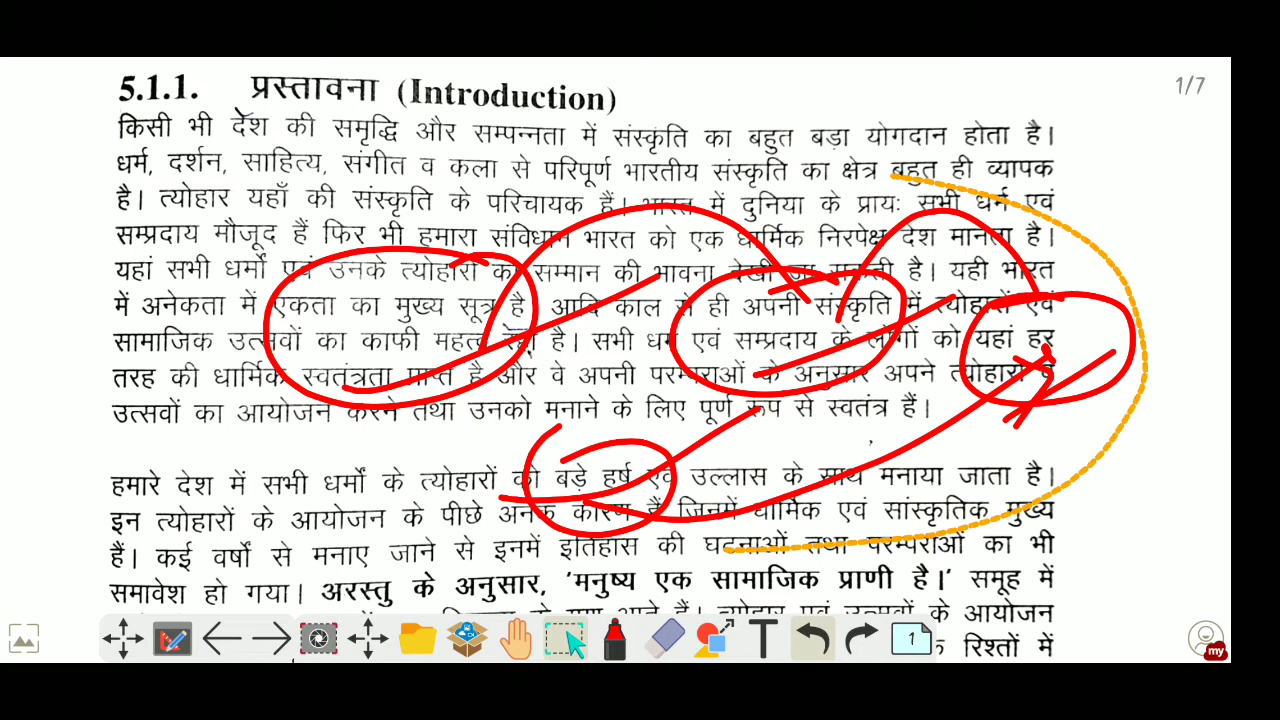 5.1.1. प्रस्तावना (Introduction)
1/7
किसी भी देश की समृद्धि और सम्पन्नता में संस्कृति का बहुत बड़ा योगदान होता है।
धर्म, दर्शन, साहित्य, संगीत व कला से परिपूर्ण भारतीय संस्कृति का क्षेत्र बहुत ही व्यापक
है। त्योहार यहाँ की संस्कृति के परिचायक हैं। भारत में दुनिया के प्रायः सभी धर्म एवं
सम्प्रदाय मौजूद हैं फिर भी हमारा संविधान भारत को एक धार्मिक निरपेक्ष देश मानता है।
यहां सभी धर्मों एवं उनके त्योहारों का सम्मान की भावना देखी जा सकती है। यही भारत
में अनेकता में एकता का मुख्य सूत्र है। आदि काल से ही अपनी संस्कृति में त्योहारों एवं
सामाजिक उत्सवों का काफी महत्व रहा है। सभी धर्म एवं सम्प्रदाय के लोगों को यहां हर
तरह की धार्मिक स्वतंत्रता प्राप्त है और वे अपनी परम्पराओं के अनुसार अपने त्योहारों व
उत्सवों का आयोजन करने तथा उनको मनाने के लिए पूर्ण रूप से स्वतंत्र हैं।
हमारे देश में सभी धर्मों के त्योहारों को बड़े हर्ष एवं उल्लास के साथ मनाया जाता है।
इन त्योहारों के आयोजन के पीछे अनेक कारण हैं जिनमें धार्मिक एवं सांस्कृतिक मुख्य
हैं। कई वर्षों से मनाए जाने से इनमें इतिहास की घटनाओं तथा परम्पराओं का भी
समावेश हो गया। अरस्तु के अनुसार, 'मनुष्य एक सामाजिक प्राणी है।' समूह में
त्योहार एवं उत्सवों के आयोजन
रिश्तों में
T
1
my